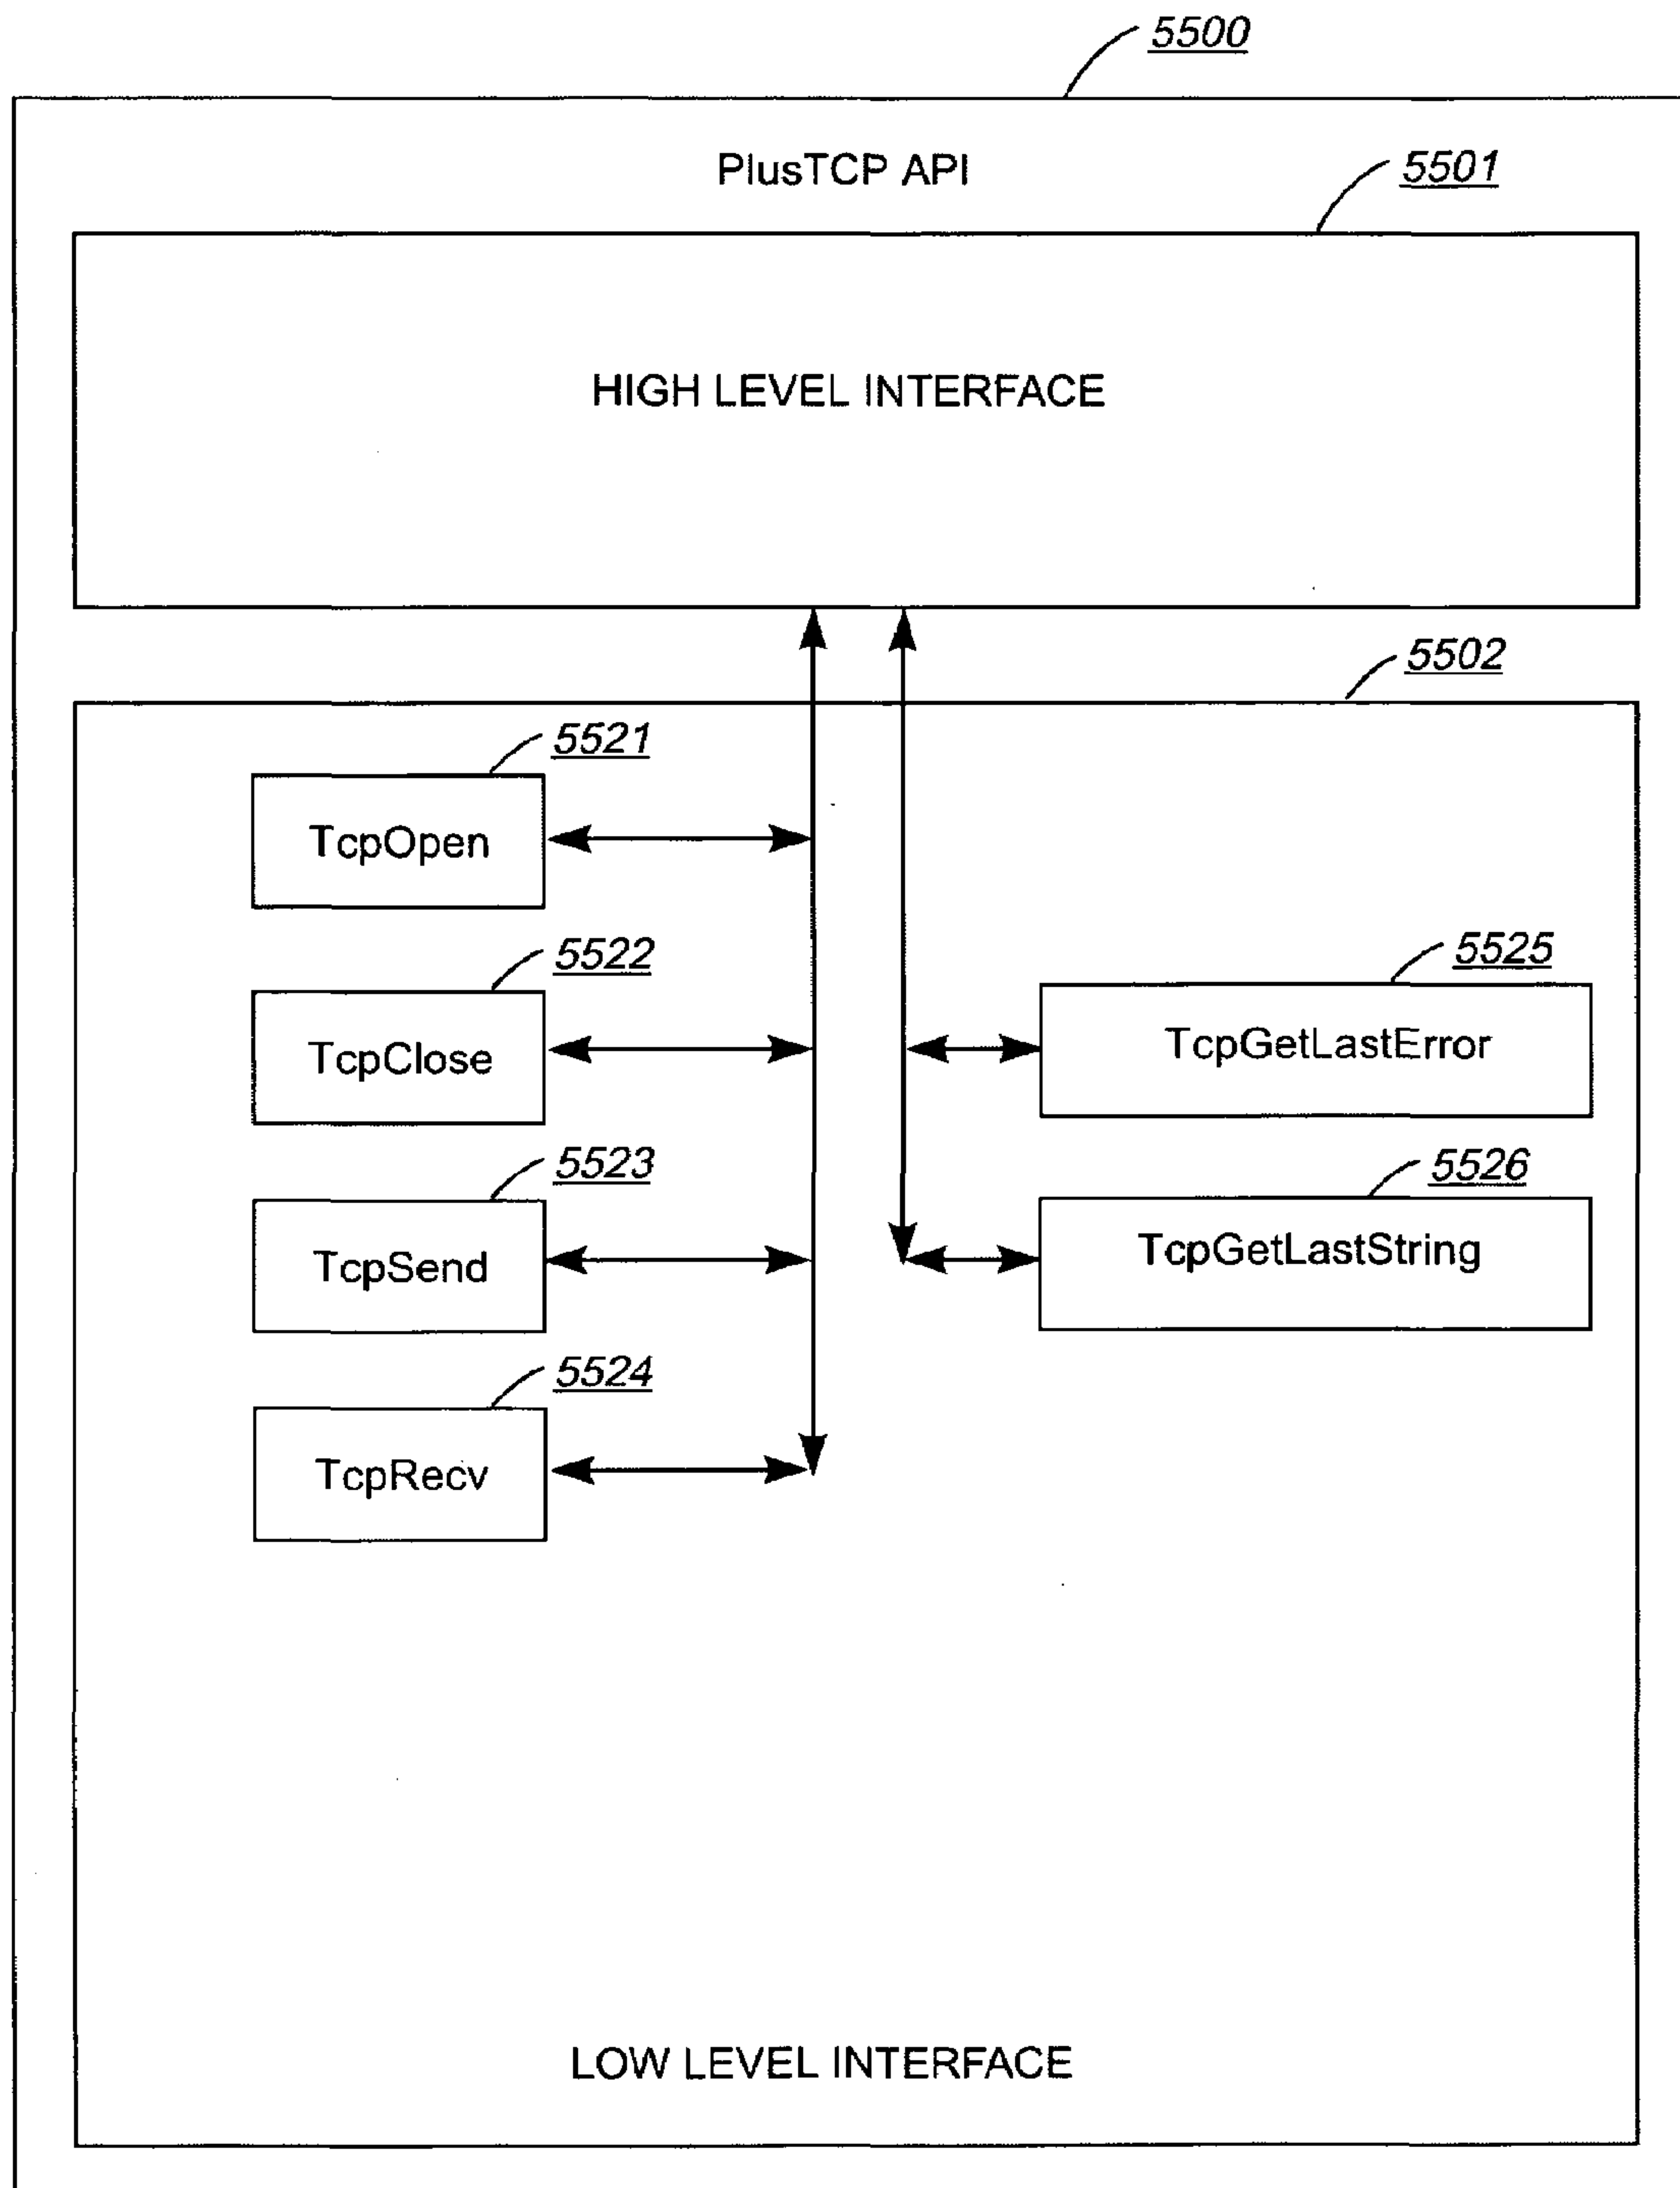 5500
PlusTCP API
5501
HIGH LEVEL INTERFACE
5502
5521
TcpOpen
5522
TcpClose
5523
TcpSend
5524
TcpRecv
5525
TcpGetLastError
5526
TcpGetLastString
LOW LEVEL INTERFACE